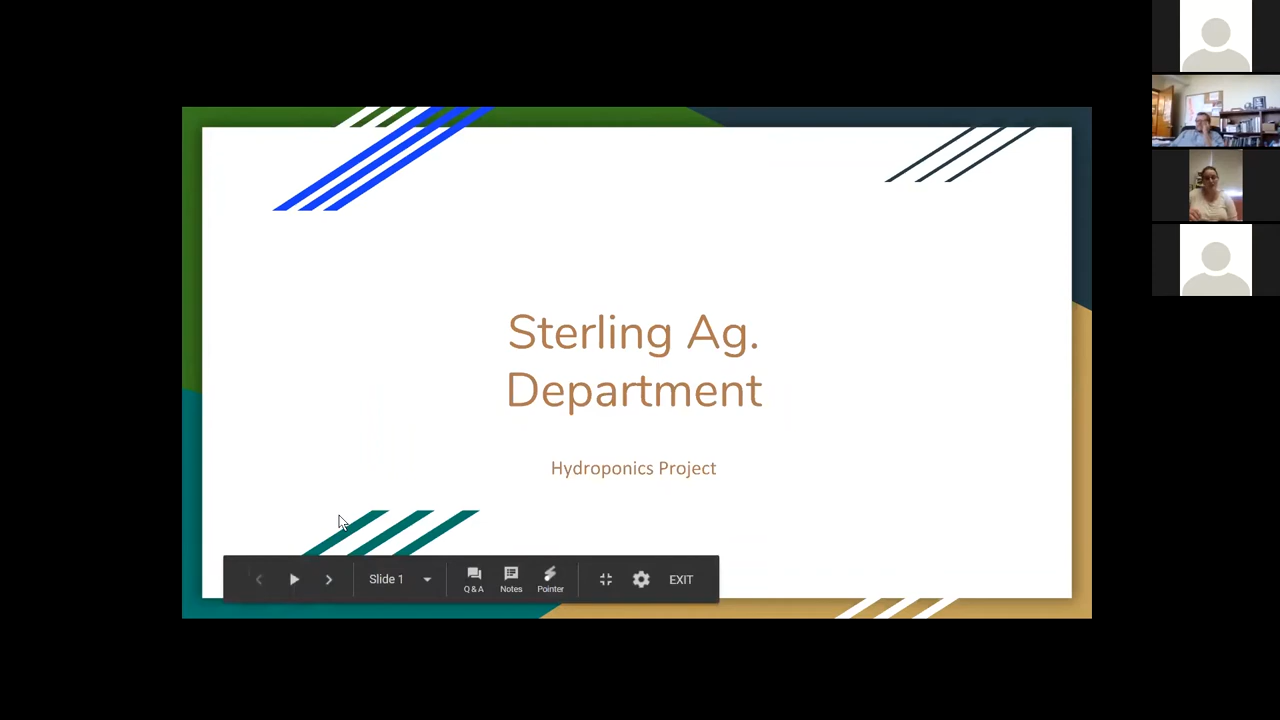 Sterling Ag.
Department
Hydroponics Project
Slide 1
Q & A
Notes
Pointer
EXIT